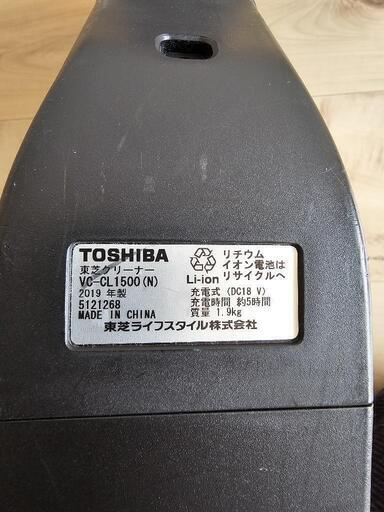 TOSHIBA
東芝クリーナー
VC-CL1500(N)
2019 年製
5121268
MADE IN CHINA
Li-ion
リチウム
イオン電池は
リサイクルへ
充電式 (DC18 V)
充電時間 約5時間
質量 1.9kg
東芝ライフスタイル株式会社